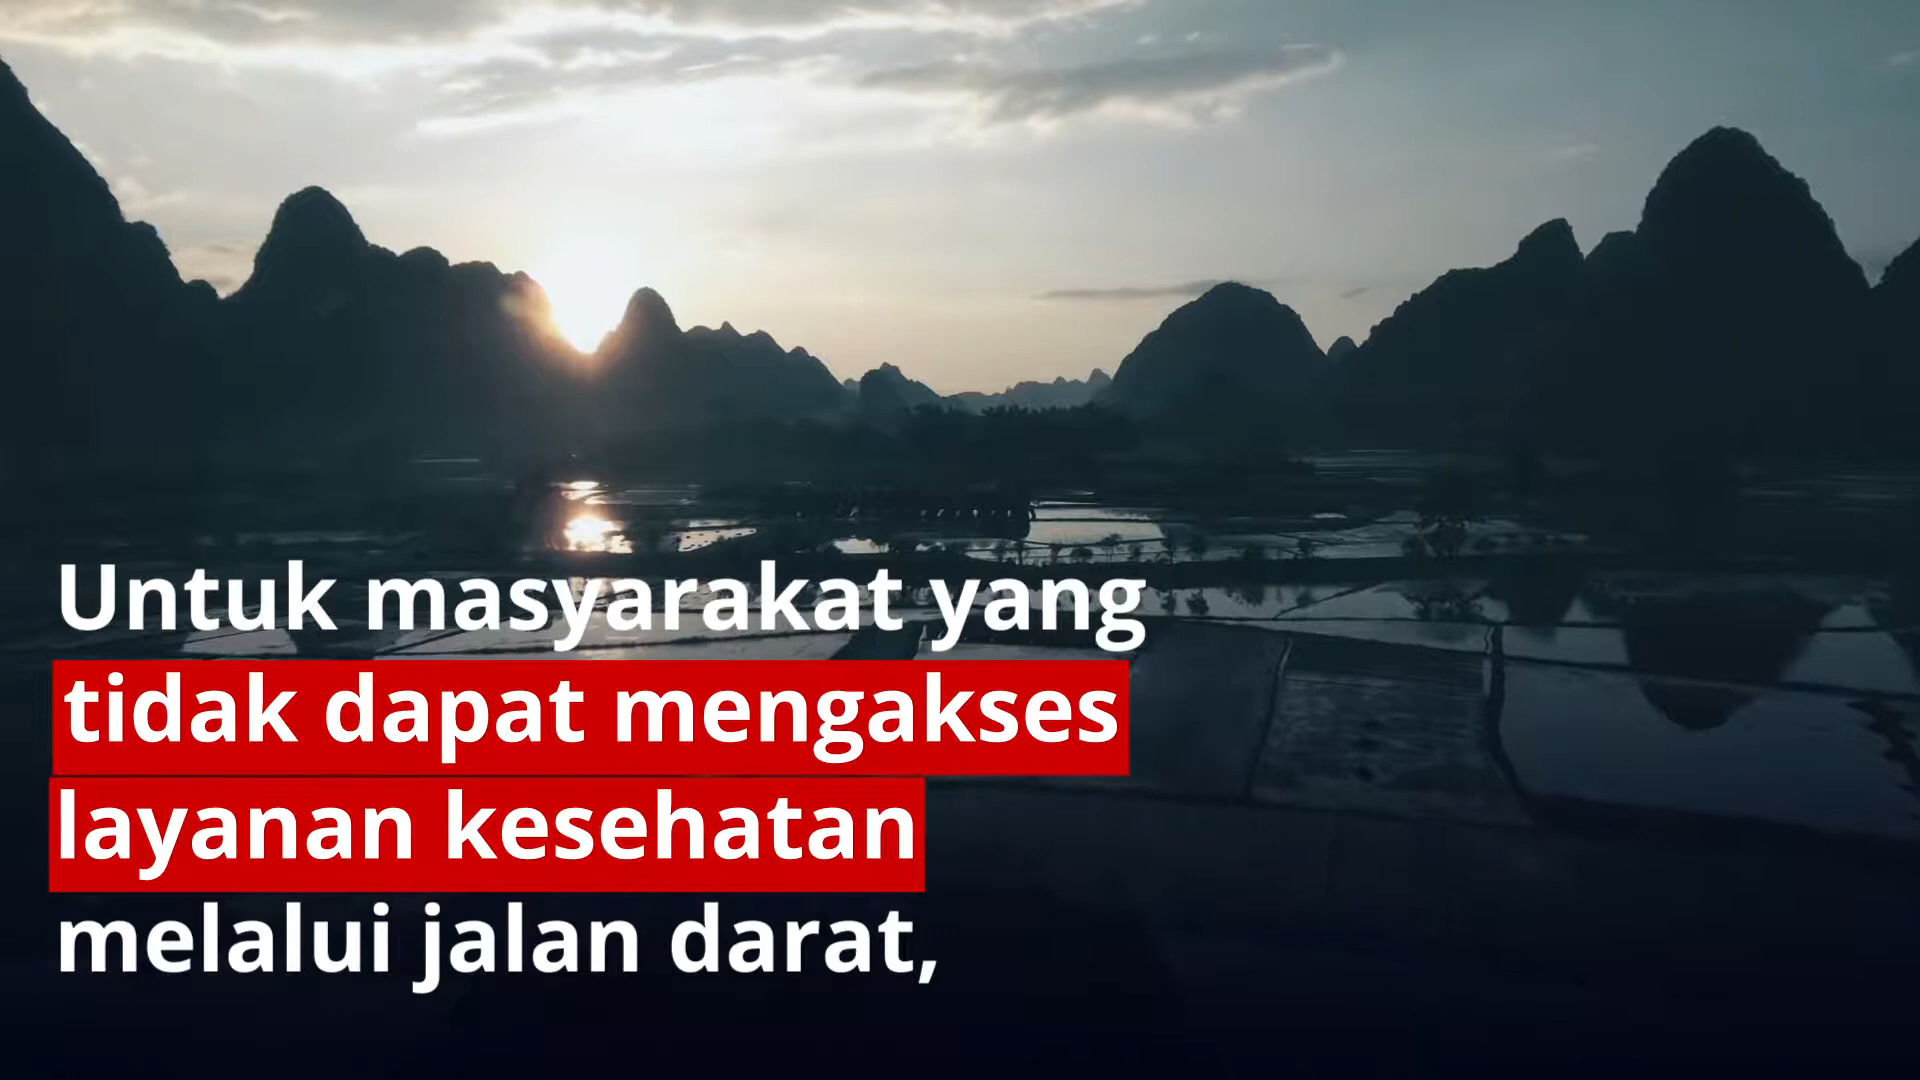 Untuk masyarakat yang
tidak dapat mengakses
layanan kesehatan
melalui jalan darat,